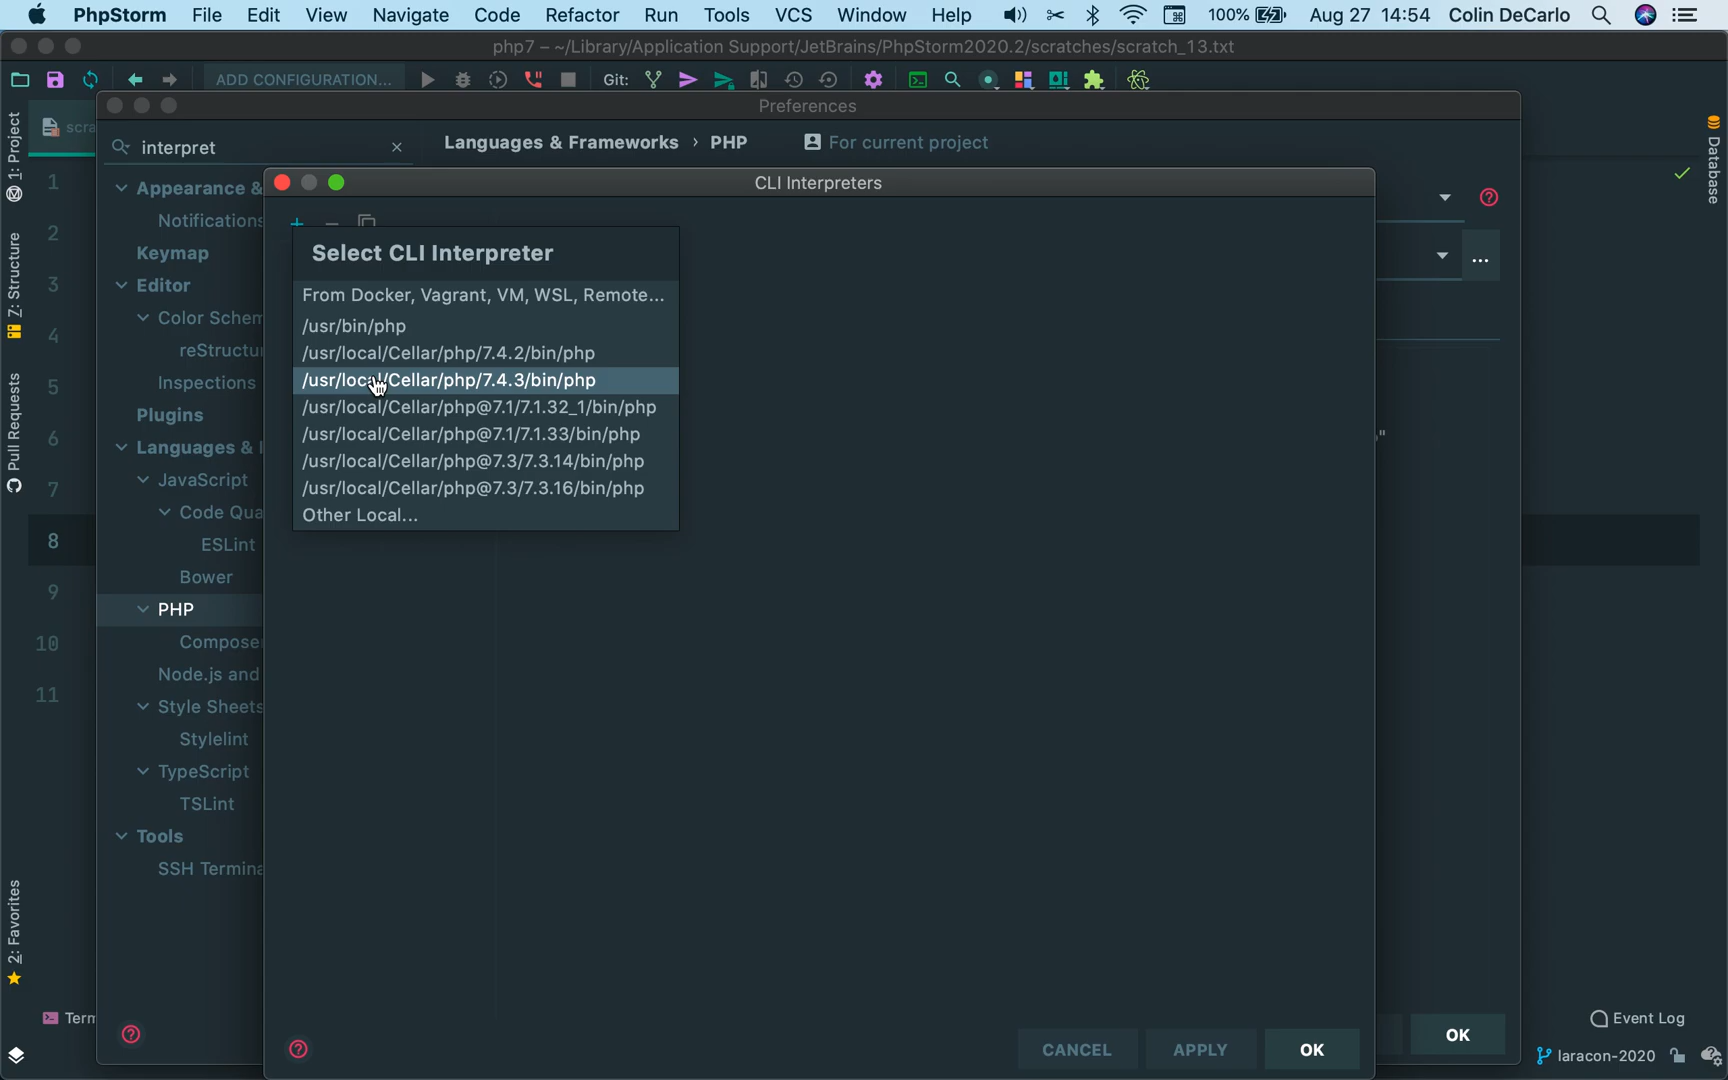 PhpStorm File Edit View Navigate Code Refactor Run Tools VCS Window Help 100% Aug 27 14:54 Colin DeCarlo
php7 – ~/Library/Application Support/JetBrains/PhpStorm2020.2/scratches/scratch_13.txt
ADD CONFIGURATION... Git:
Preferences
1: Project
7: Structure
Pull Requests
2: Favorites
Database
scra
1
2
3
4
5
6
7
8
9
10
11
interpret
Languages & Frameworks › PHP For current project
Appearance &
Notifications
Keymap
Editor
Color Schem
reStructu
Inspections
Plugins
Languages & F
JavaScript
Code Qua
ESLint
Bower
PHP
Composer
Node.js and
Style Sheets
Stylelint
TypeScript
TSLint
Tools
SSH Termina
CLI Interpreters
Select CLI Interpreter
From Docker, Vagrant, VM, WSL, Remote...
/usr/bin/php
/usr/local/Cellar/php/7.4.2/bin/php
/usr/local/Cellar/php/7.4.3/bin/php
/usr/local/Cellar/php@7.1/7.1.32_1/bin/php
/usr/local/Cellar/php@7.1/7.1.33/bin/php
/usr/local/Cellar/php@7.3/7.3.14/bin/php
/usr/local/Cellar/php@7.3/7.3.16/bin/php
Other Local...
...
CANCEL APPLY OK
OK
Term
Event Log
laracon-2020